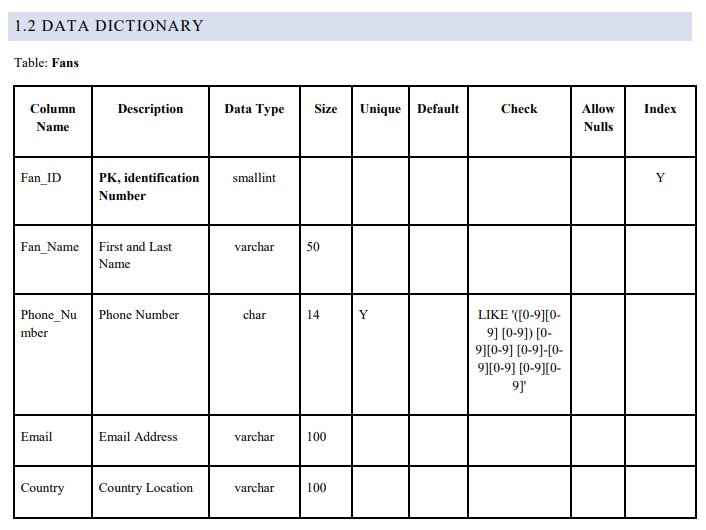 1.2 DATA DICTIONARY
Table: Fans
Column Name Description Data Type Size Unique Default Check Allow Nulls Index
Fan_ID PK, identification Number smallint Y
Fan_Name First and Last Name varchar 50
Phone_Nu mber Phone Number char 14 Y LIKE '([0-9][0- 9] [0-9]) [0- 9][0-9] [0-9]-[0- 9][0-9] [0-9][0- 9]'
Email Email Address varchar 100
Country Country Location varchar 100